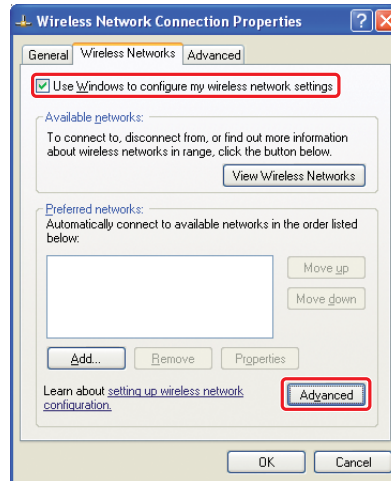 Wireless Network Connection Properties
General Wireless Networks Advanced
Use Windows to configure my wireless network settings
Available networks:
To connect to, disconnect from, or find out more information
about wireless networks in range, click the button below.
View Wireless Networks
Preferred networks:
Automatically connect to available networks in the order listed
below:
Move up
Move down
Add... Remove Properties
Learn about setting up wireless network
configuration.
Advanced
OK Cancel